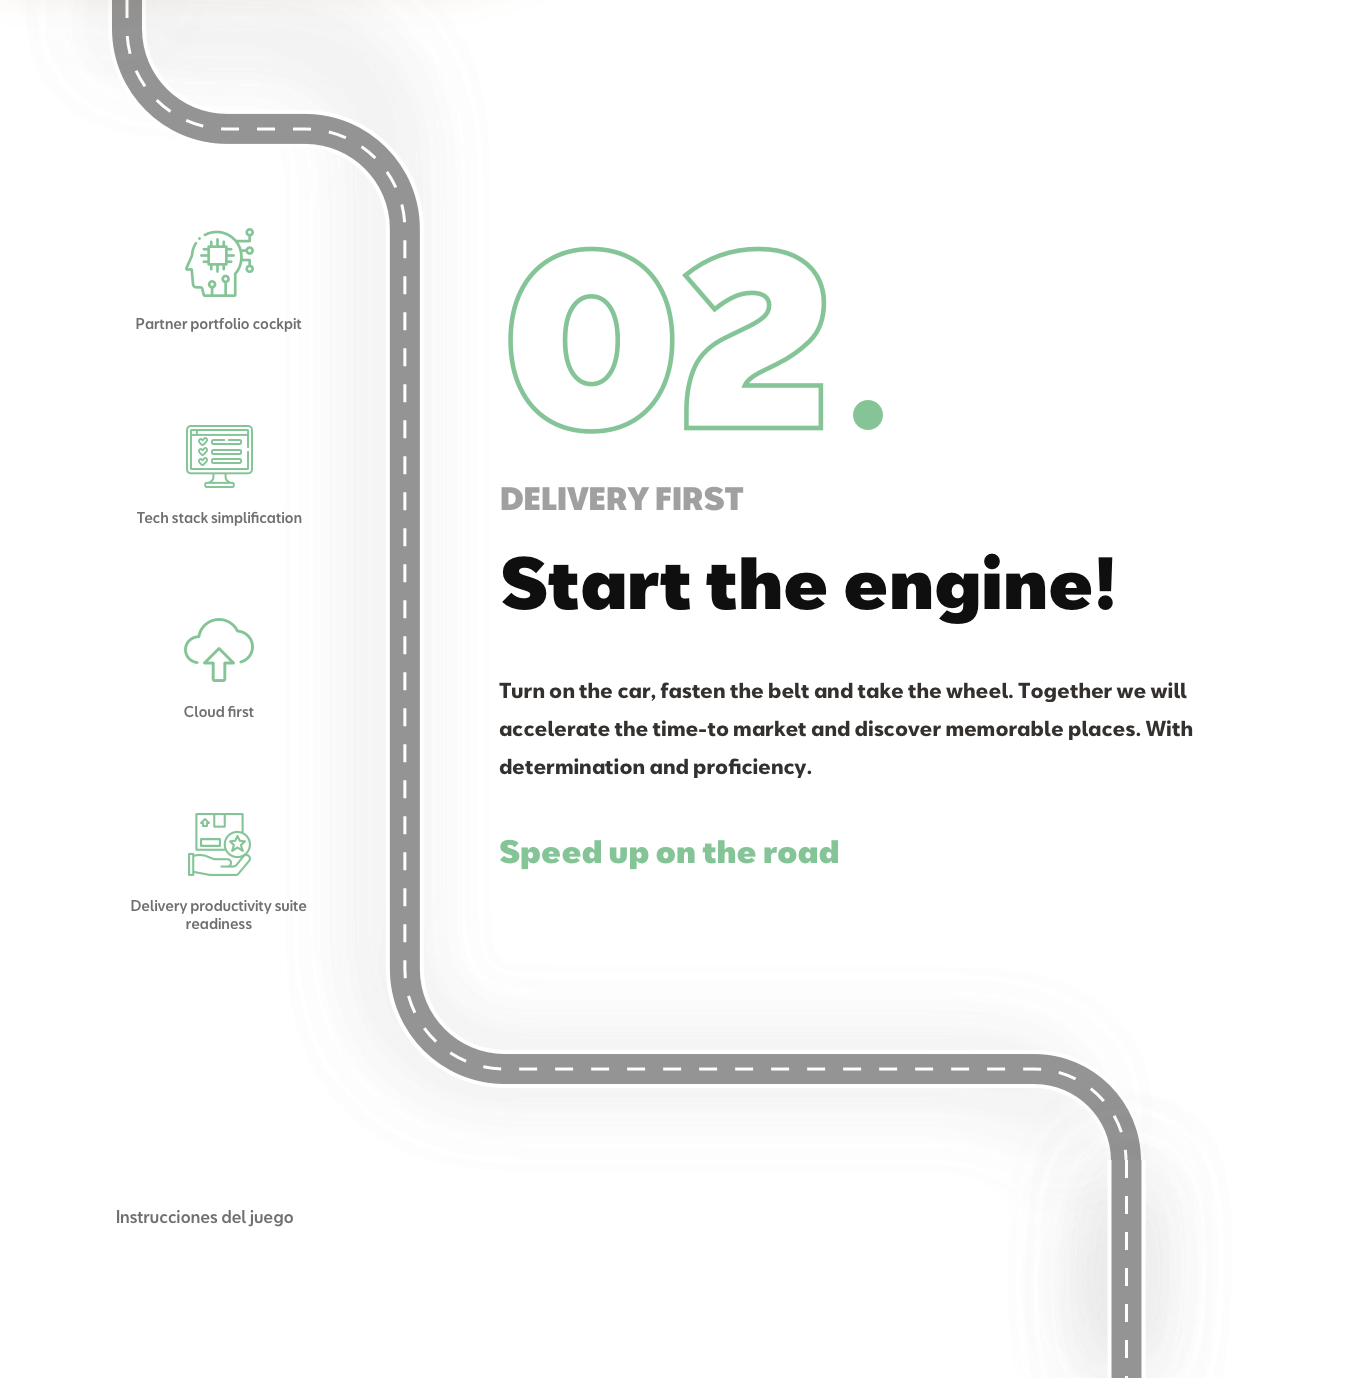 Partner portfolio cockpit
Tech stack simplification
Cloud first
Delivery productivity suite
readiness
02.
DELIVERY FIRST
Start the engine!
Turn on the car, fasten the belt and take the wheel. Together we will
accelerate the time-to market and discover memorable places. With
determination and proficiency.
Speed up on the road
Instrucciones del juego